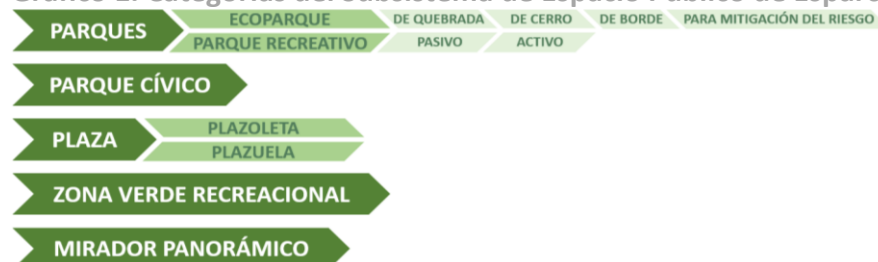 PARQUES
ECOPARQUE DE QUEBRADA DE CERRO DE BORDE PARA MITIGACIÓN DEL RIESGO
PARQUE RECREATIVO PASIVO ACTIVO
PARQUE CÍVICO
PLAZA
PLAZOLETA
PLAZUELA
ZONA VERDE RECREACIONAL
MIRADOR PANORÁMICO